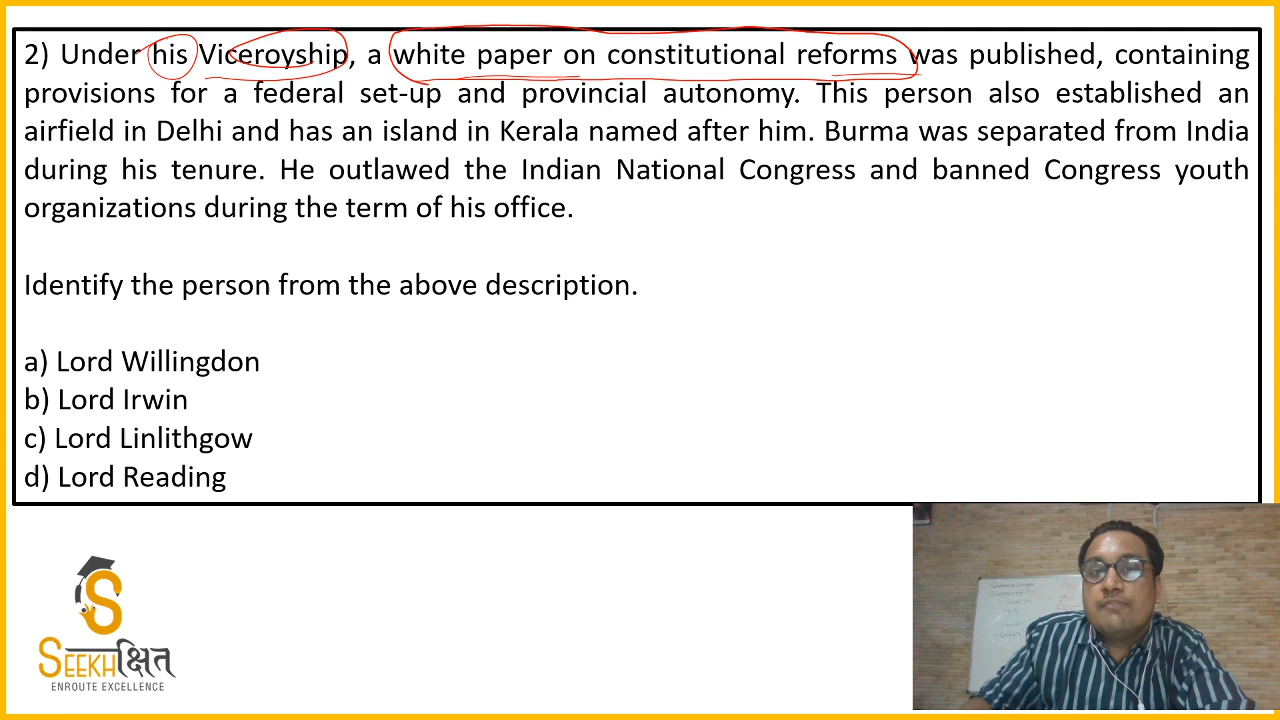 2) Under his Viceroyship, a white paper on constitutional reforms was published, containing
provisions for a federal set-up and provincial autonomy. This person also established an
airfield in Delhi and has an island in Kerala named after him. Burma was separated from India
during his tenure. He outlawed the Indian National Congress and banned Congress youth
organizations during the term of his office.
Identify the person from the above description.
a) Lord Willingdon
b) Lord Irwin
c) Lord Linlithgow
d) Lord Reading
S
SEEKHक्षित
ENROUTE EXCELLENCE